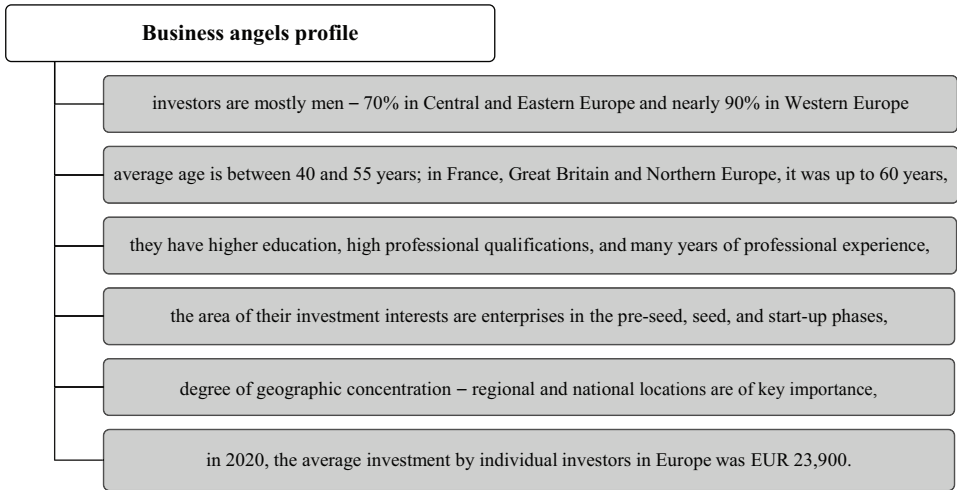 Business angels profile
investors are mostly men – 70% in Central and Eastern Europe and nearly 90% in Western Europe
average age is between 40 and 55 years; in France, Great Britain and Northern Europe, it was up to 60 years,
they have higher education, high professional qualifications, and many years of professional experience,
the area of their investment interests are enterprises in the pre-seed, seed, and start-up phases,
degree of geographic concentration – regional and national locations are of key importance,
in 2020, the average investment by individual investors in Europe was EUR 23,900.